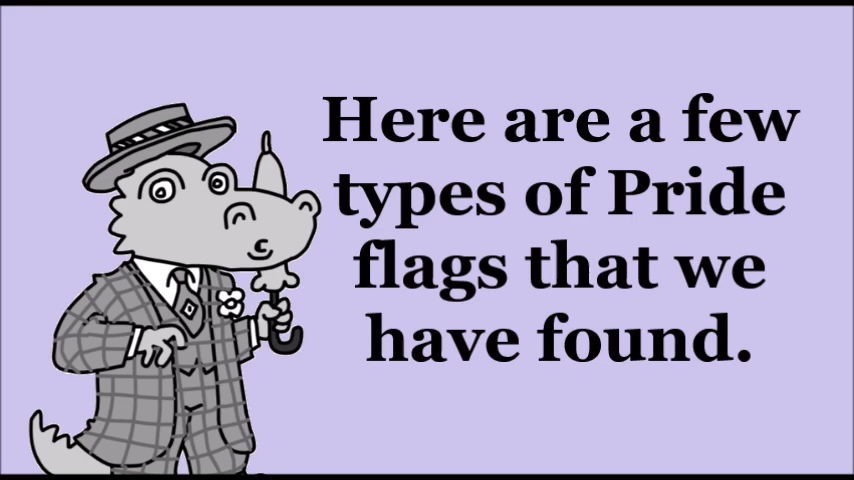 Here are a few
types of Pride
flags that we
have found.